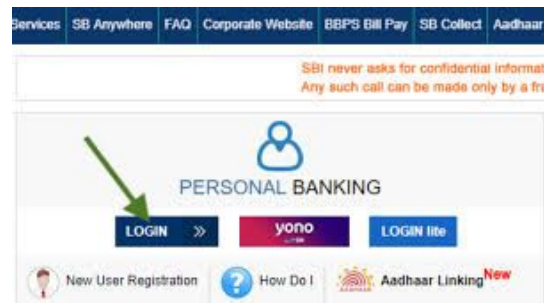 Services SB Anywhere FAQ Corporate Website BBPS Bill Pay SB Collect Aadhaar
SBI never asks for confidential informat
Any such call can be made only by a fra
PERSONAL BANKING
LOGIN »
yono
LOGIN lite
New User Registration
How Do I
Aadhaar Linking New